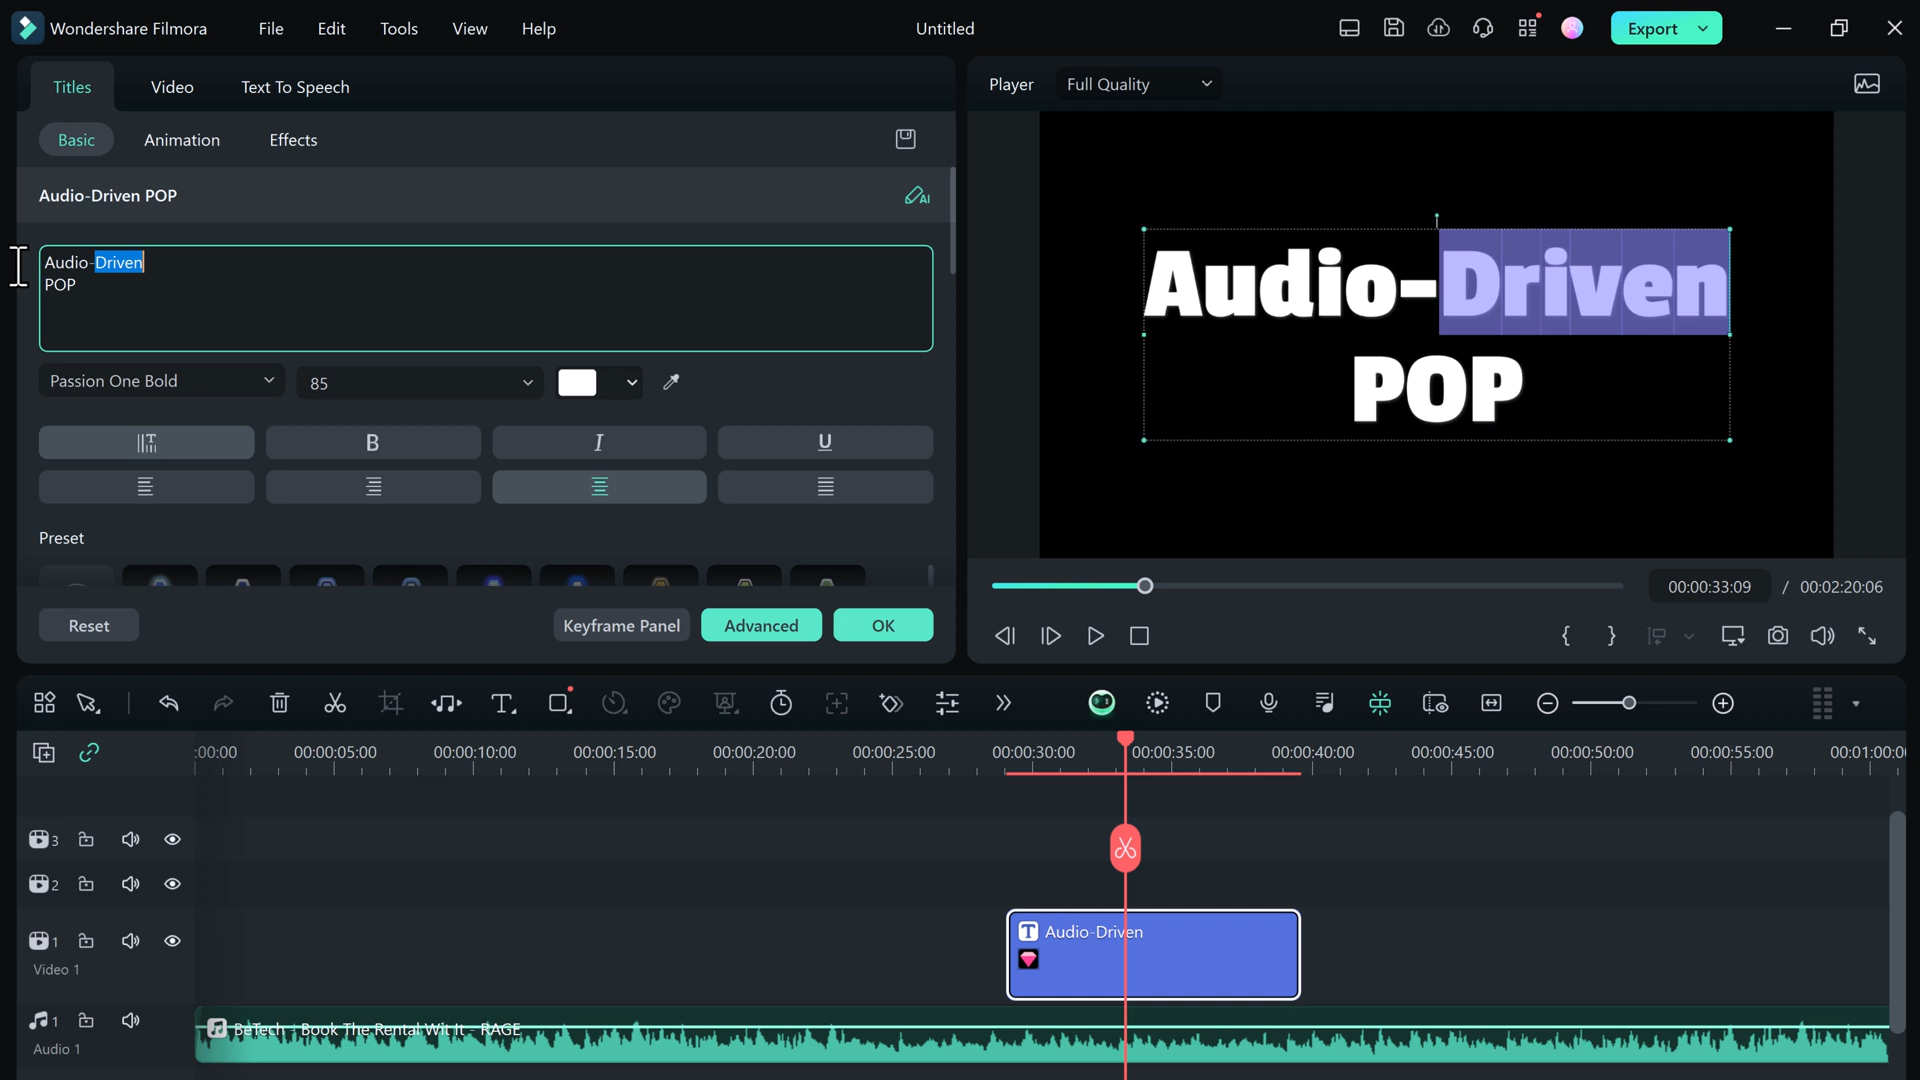 Wondershare Filmora
File
Edit
Tools
View
Help
Untitled
Export
Titles
Video
Text To Speech
Player
Full Quality
Basic
Animation
Effects
Audio-Driven POP
AI
Audio-Driven
POP
Audio-Driven
POP
Passion One Bold
85
B
I
U
Preset
00:00:33:09
/
00:02:20:06
Reset
Keyframe Panel
Advanced
OK
:00:00
00:00:05:00
00:00:10:00
00:00:15:00
00:00:20:00
00:00:25:00
00:00:30:00
00:00:35:00
00:00:40:00
00:00:45:00
00:00:50:00
00:00:55:00
00:01:00:0
3
2
1
Video 1
T Audio-Driven
1
Audio 1
BeTech - Book The Rental Wit It - RAGE